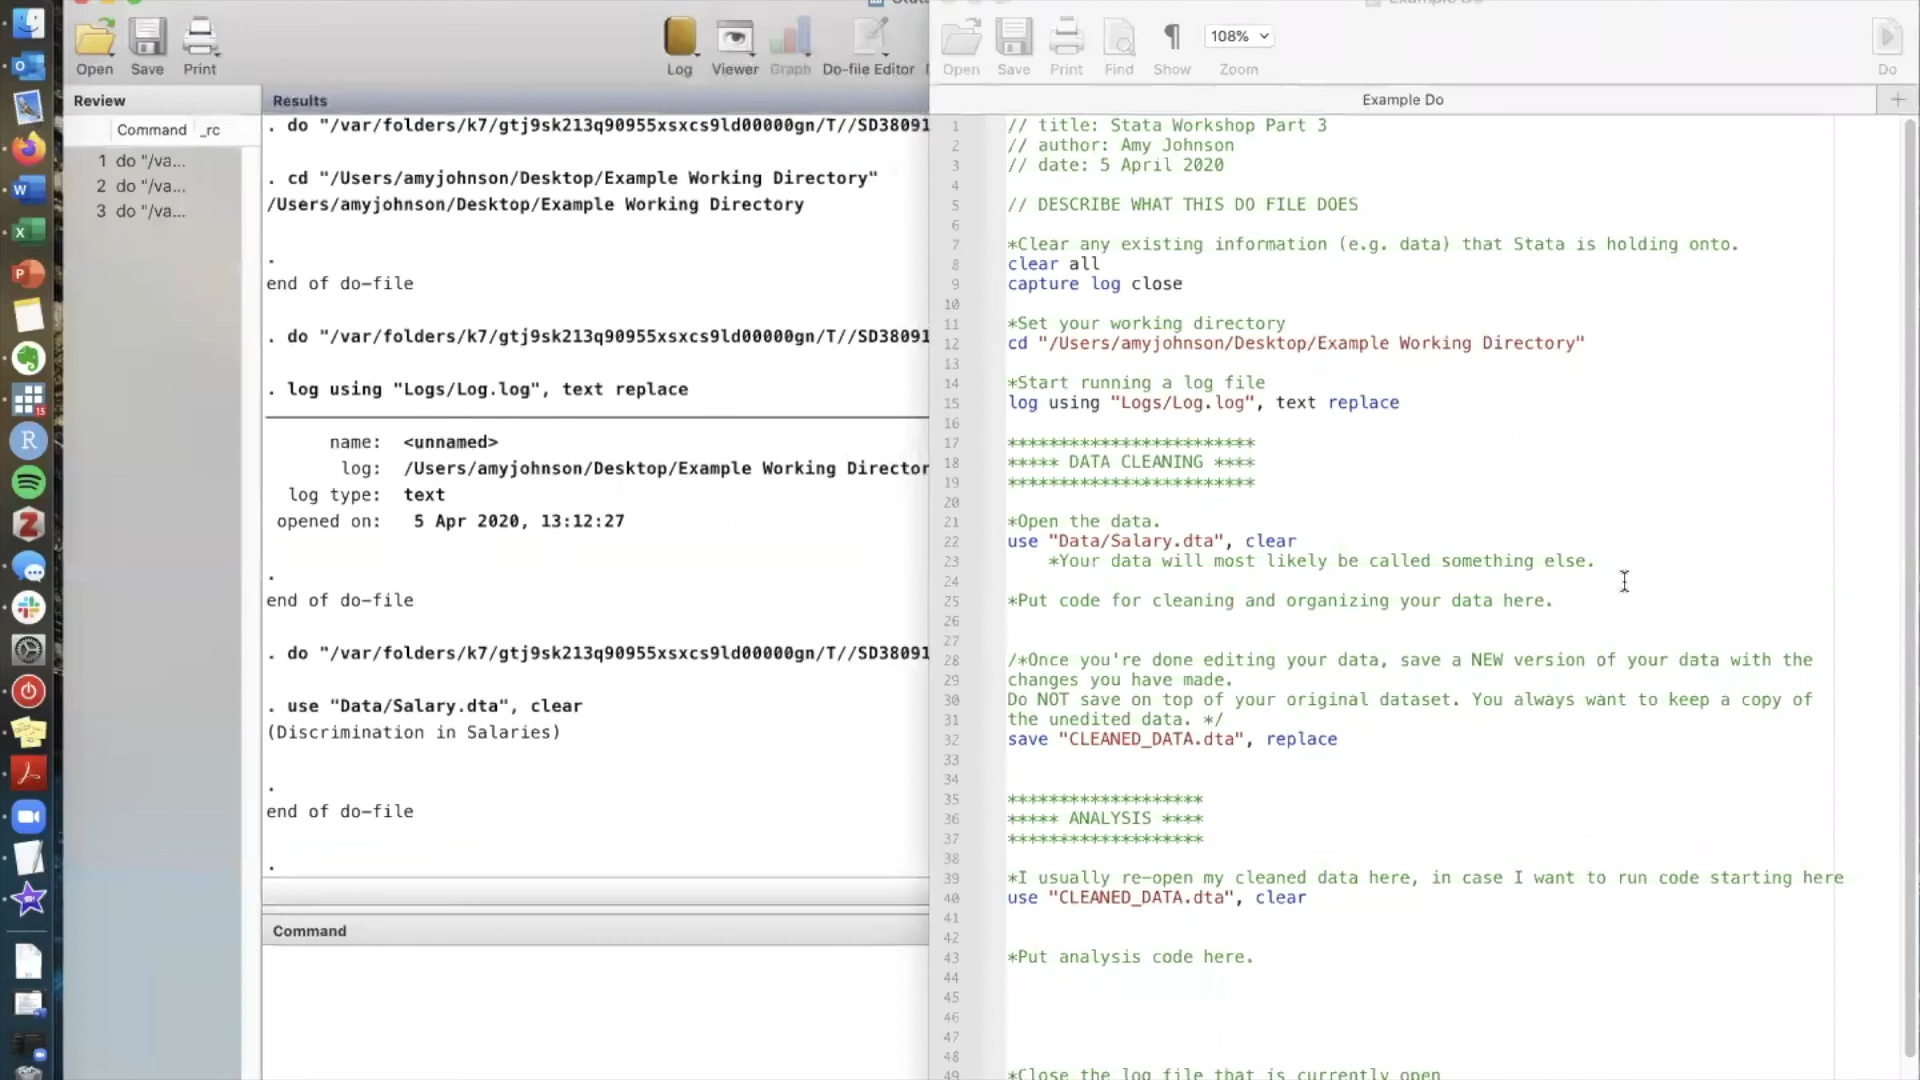 Open
Save
Print
Log
Viewer
Graph
Do-file Editor
Review
Command _rc
1 do "/va...
2 do "/va...
3 do "/va...
Results
. do "/var/folders/k7/gtj9sk213q90955xsxcs9ld00000gn/T//SD38091
. cd "/Users/amyjohnson/Desktop/Example Working Directory"
/Users/amyjohnson/Desktop/Example Working Directory
.
end of do-file
. do "/var/folders/k7/gtj9sk213q90955xsxcs9ld00000gn/T//SD38091
. log using "Logs/Log.log", text replace
name: <unnamed>
log: /Users/amyjohnson/Desktop/Example Working Director
log type: text
opened on: 5 Apr 2020, 13:12:27
.
end of do-file
. do "/var/folders/k7/gtj9sk213q90955xsxcs9ld00000gn/T//SD38091
. use "Data/Salary.dta", clear
(Discrimination in Salaries)
.
end of do-file
.
Command
Open
Save
Print
Find
Show
108%
Zoom
Do
Example Do
1 // title: Stata Workshop Part 3
2 // author: Amy Johnson
3 // date: 5 April 2020
4
5 // DESCRIBE WHAT THIS DO FILE DOES
6
7 *Clear any existing information (e.g. data) that Stata is holding onto.
8 clear all
9 capture log close
10
11 *Set your working directory
12 cd "/Users/amyjohnson/Desktop/Example Working Directory"
13
14 *Start running a log file
15 log using "Logs/Log.log", text replace
16
17 ************************
18 ***** DATA CLEANING ****
19 ************************
20
21 *Open the data.
22 use "Data/Salary.dta", clear
23 *Your data will most likely be called something else.
24
25 *Put code for cleaning and organizing your data here.
26
27
28 /*Once you're done editing your data, save a NEW version of your data with the
29 changes you have made.
30 Do NOT save on top of your original dataset. You always want to keep a copy of
31 the unedited data. */
32 save "CLEANED_DATA.dta", replace
33
34
35 *******************
36 ***** ANALYSIS ****
37 *******************
38
39 *I usually re-open my cleaned data here, in case I want to run code starting here
40 use "CLEANED_DATA.dta", clear
41
42
43 *Put analysis code here.
44
45
46
47
48
49 *Close the log file that is currently open